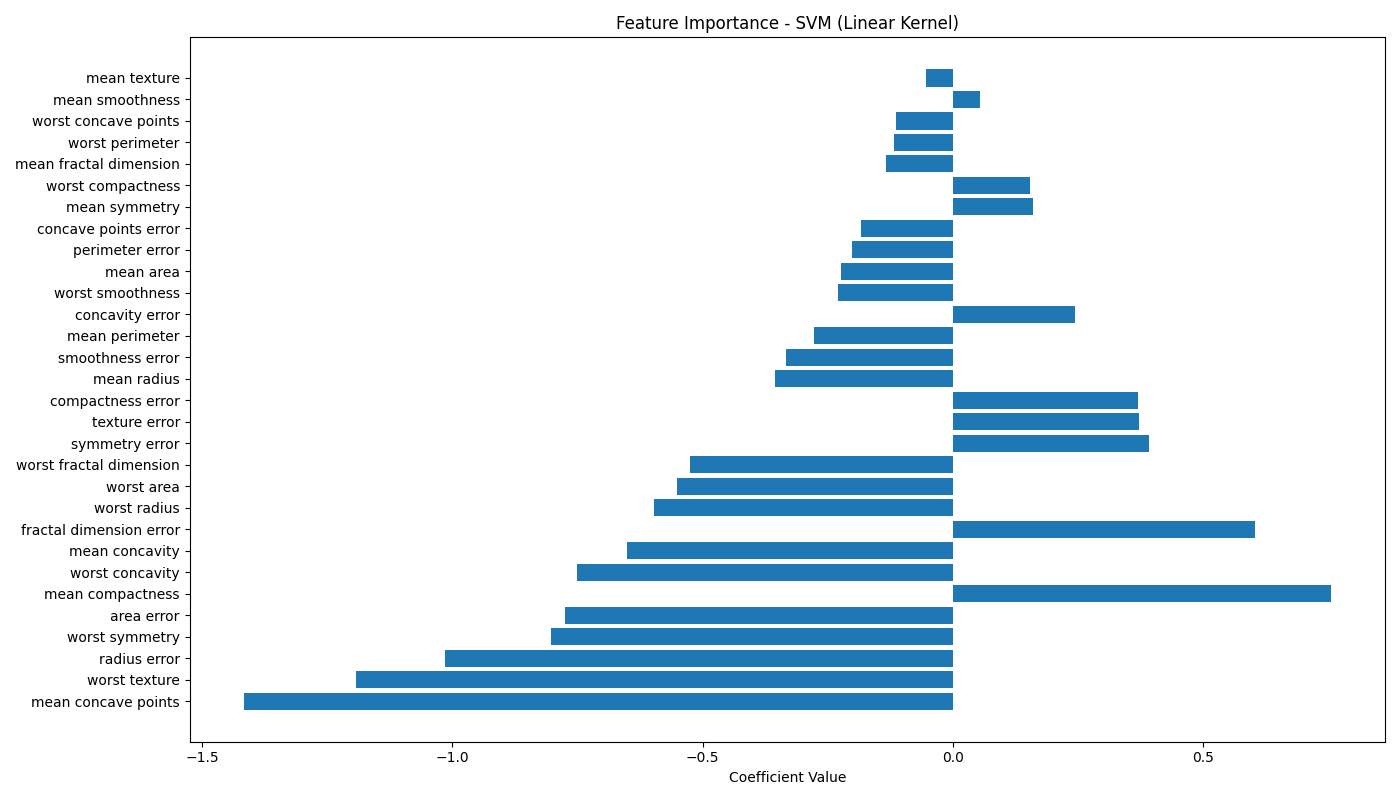 Feature Importance - SVM (Linear Kernel)
mean texture
mean smoothness
worst concave points
worst perimeter
mean fractal dimension
worst compactness
mean symmetry
concave points error
perimeter error
mean area
worst smoothness
concavity error
mean perimeter
smoothness error
mean radius
compactness error
texture error
symmetry error
worst fractal dimension
worst area
worst radius
fractal dimension error
mean concavity
worst concavity
mean compactness
area error
worst symmetry
radius error
worst texture
mean concave points
−1.5 −1.0 −0.5 0.0 0.5
Coefficient Value